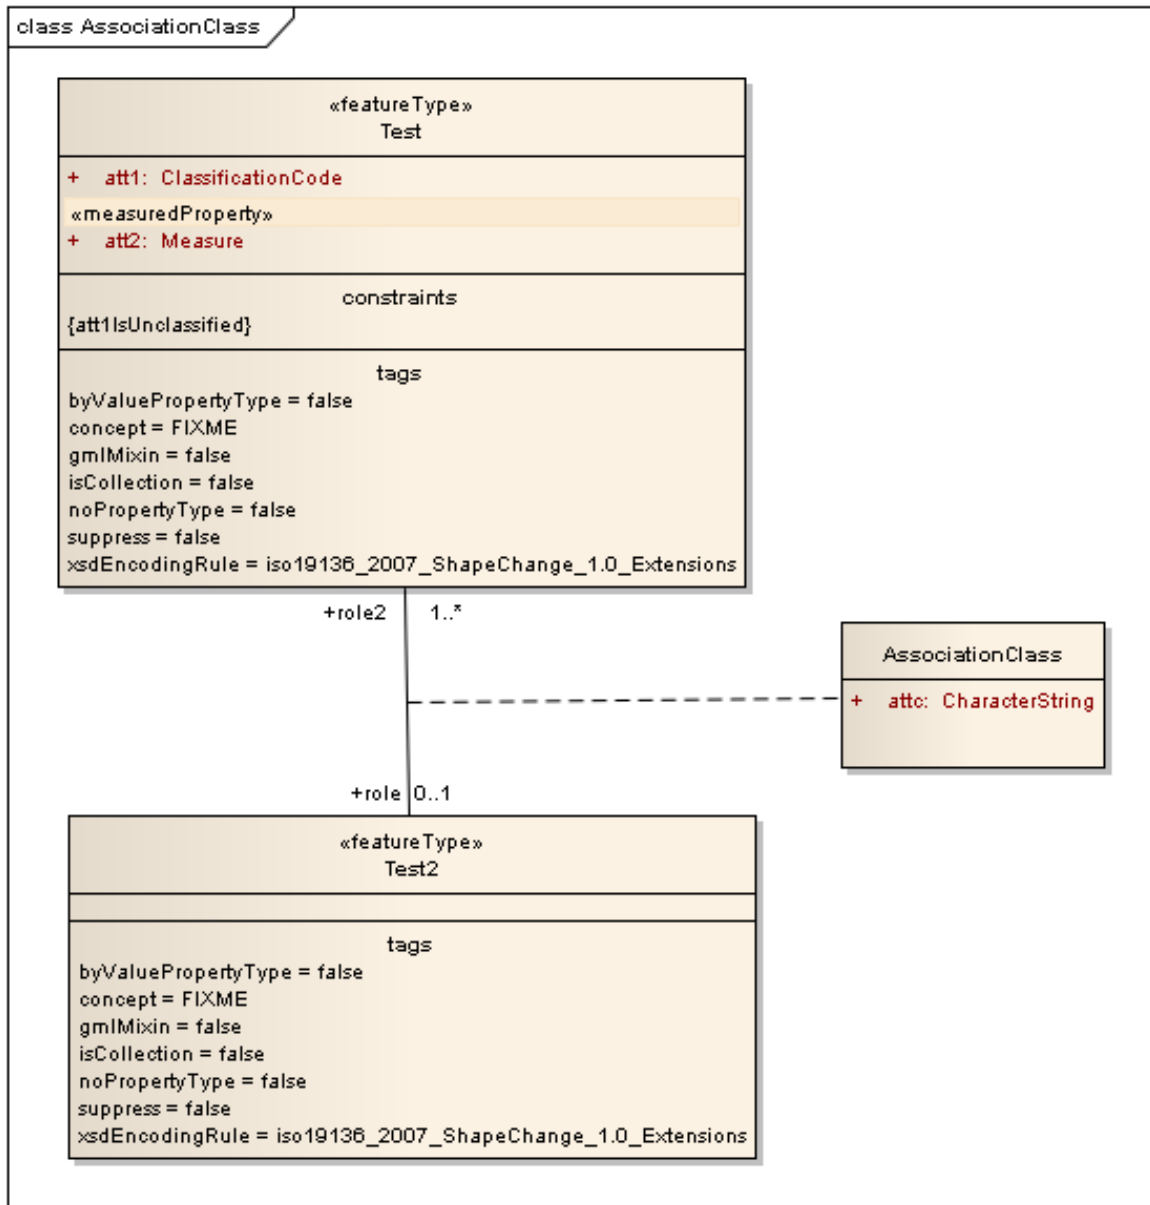 class AssociationClass
«featureType»
Test
+ att1: ClassificationCode
«measuredProperty»
+ att2: Measure
constraints
{att1IsUnclassified}
tags
byValuePropertyType = false
concept = FIXME
gmlMixin = false
isCollection = false
noPropertyType = false
suppress = false
xsdEncodingRule = iso19136_2007_ShapeChange_1.0_Extensions
+role2 1..*
AssociationClass
+ attc: CharacterString
+role 0..1
«featureType»
Test2
tags
byValuePropertyType = false
concept = FIXME
gmlMixin = false
isCollection = false
noPropertyType = false
suppress = false
xsdEncodingRule = iso19136_2007_ShapeChange_1.0_Extensions